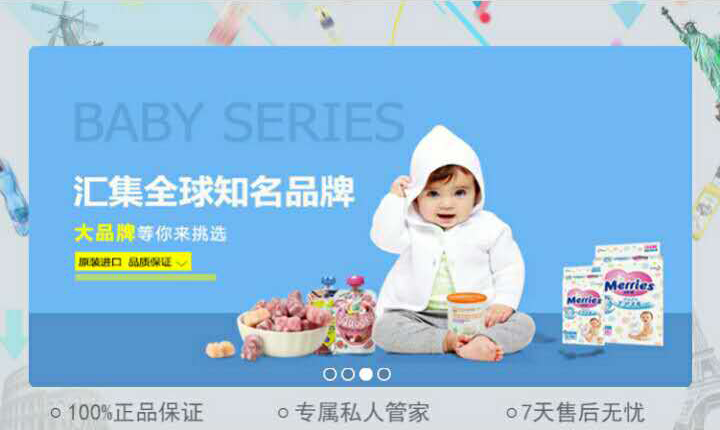 BABY SERIES
汇集全球知名品牌
大品牌等你来挑选
原装进口 品质保证
Merries
Merries
100%正品保证
专属私人管家
7天售后无忧